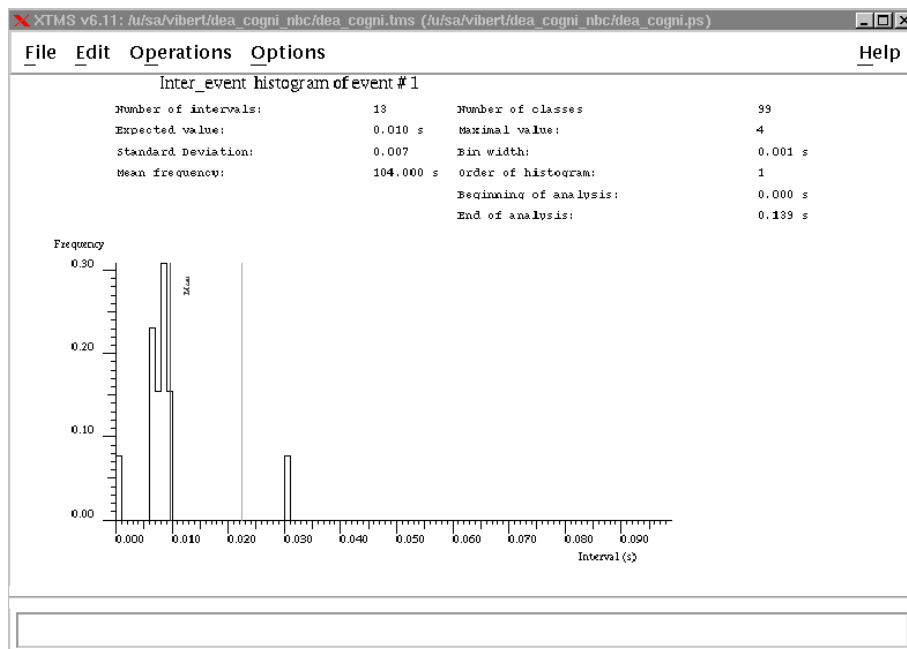 XTMS v6.11: /u/sa/vibert/dea_cogni_nbc/dea_cogni.tms (/u/sa/vibert/dea_cogni_nbc/dea_cogni.ps)
File Edit Operations Options Help
Inter_event histogram of event # 1
Number of intervals: 13 Number of classes 99
Expected value: 0.010 s Maximal value: 4
Standard Deviation: 0.007 Bin width: 0.001 s
Mean frequency: 104.000 s Order of histogram: 1
Beginning of analysis: 0.000 s
End of analysis: 0.139 s
Frequency
0.30
Mean
0.20
0.10
0.00
0.000 0.010 0.020 0.030 0.040 0.050 0.060 0.070 0.080 0.090
Interval (s)